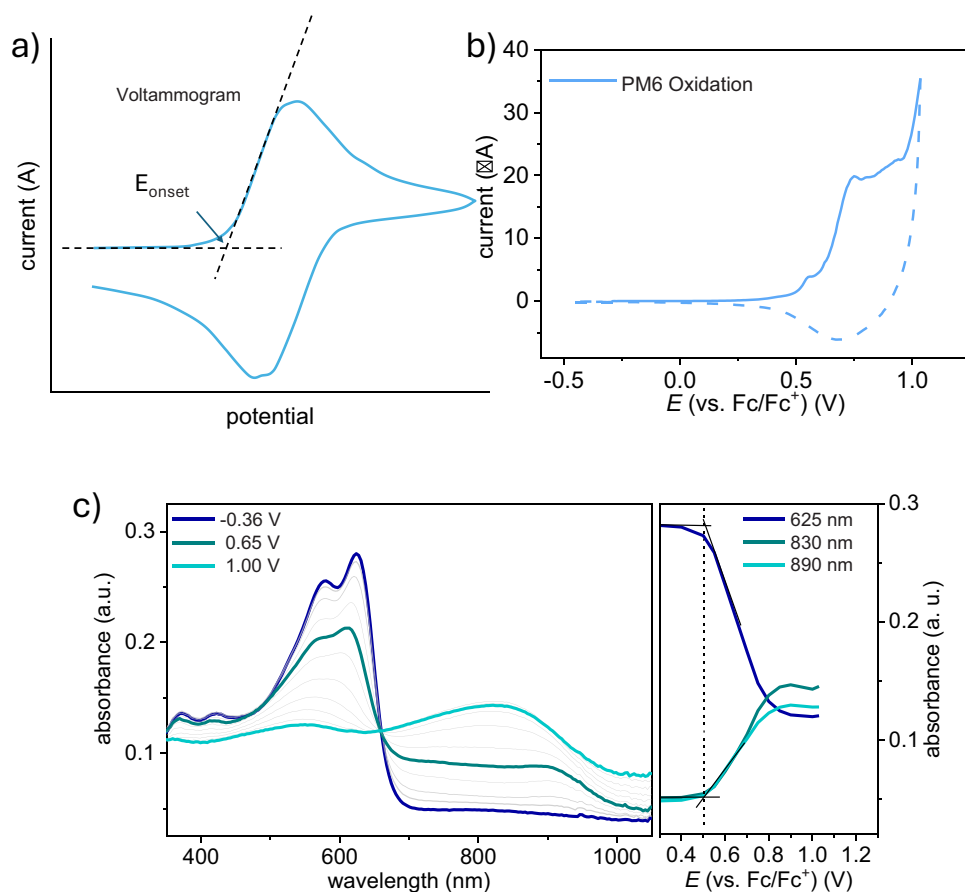 a)
Voltammogram
E_onset
current (A)
potential
b)
PM6 Oxidation
40
30
20
10
0
current (□A)
-0.5
0.0
0.5
1.0
E (vs. Fc/Fc⁺) (V)
c)
-0.36 V
0.65 V
1.00 V
0.3
0.2
0.1
absorbance (a.u.)
400
600
800
1000
wavelength (nm)
625 nm
830 nm
890 nm
0.3
0.2
0.1
absorbance (a. u.)
0.4
0.6
0.8
1.0
1.2
E (vs. Fc/Fc⁺) (V)